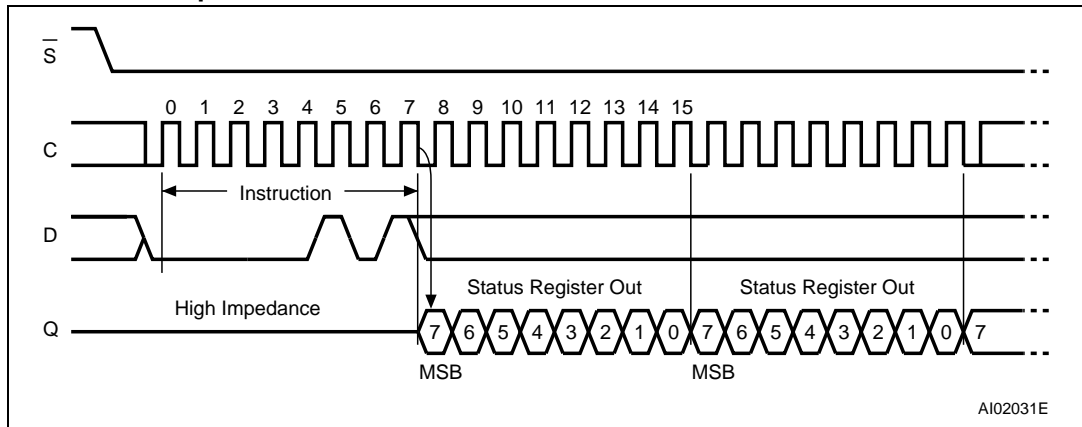 S
0 1 2 3 4 5 6 7 8 9 10 11 12 13 14 15
C
Instruction
D
High Impedance
Status Register Out Status Register Out
Q
7 6 5 4 3 2 1 0 7 6 5 4 3 2 1 0 7
MSB MSB
AI02031E